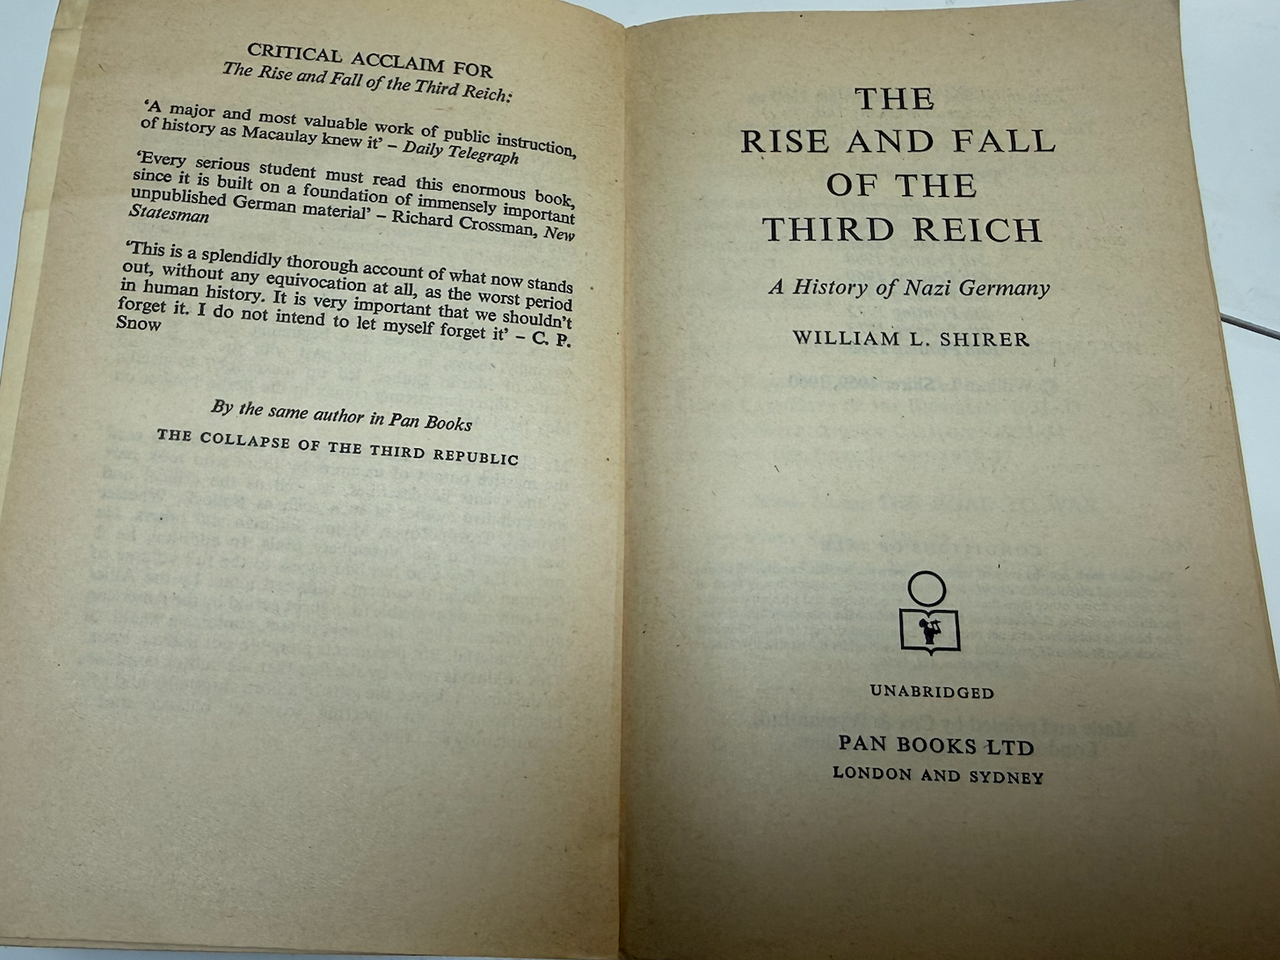 CRITICAL ACCLAIM FOR
The Rise and Fall of the Third Reich:
‘A major and most valuable work of public instruction,
of history as Macaulay knew it’ – Daily Telegraph
‘Every serious student must read this enormous book,
since it is built on a foundation of immensely important
unpublished German material’ – Richard Crossman, New
Statesman
‘This is a splendidly thorough account of what now stands
out, without any equivocation at all, as the worst period
in human history. It is very important that we shouldn’t
forget it. I do not intend to let myself forget it’ – C. P.
Snow
By the same author in Pan Books
THE COLLAPSE OF THE THIRD REPUBLIC
THE
RISE AND FALL
OF THE
THIRD REICH
A History of Nazi Germany
WILLIAM L. SHIRER
UNABRIDGED
PAN BOOKS LTD
LONDON AND SYDNEY